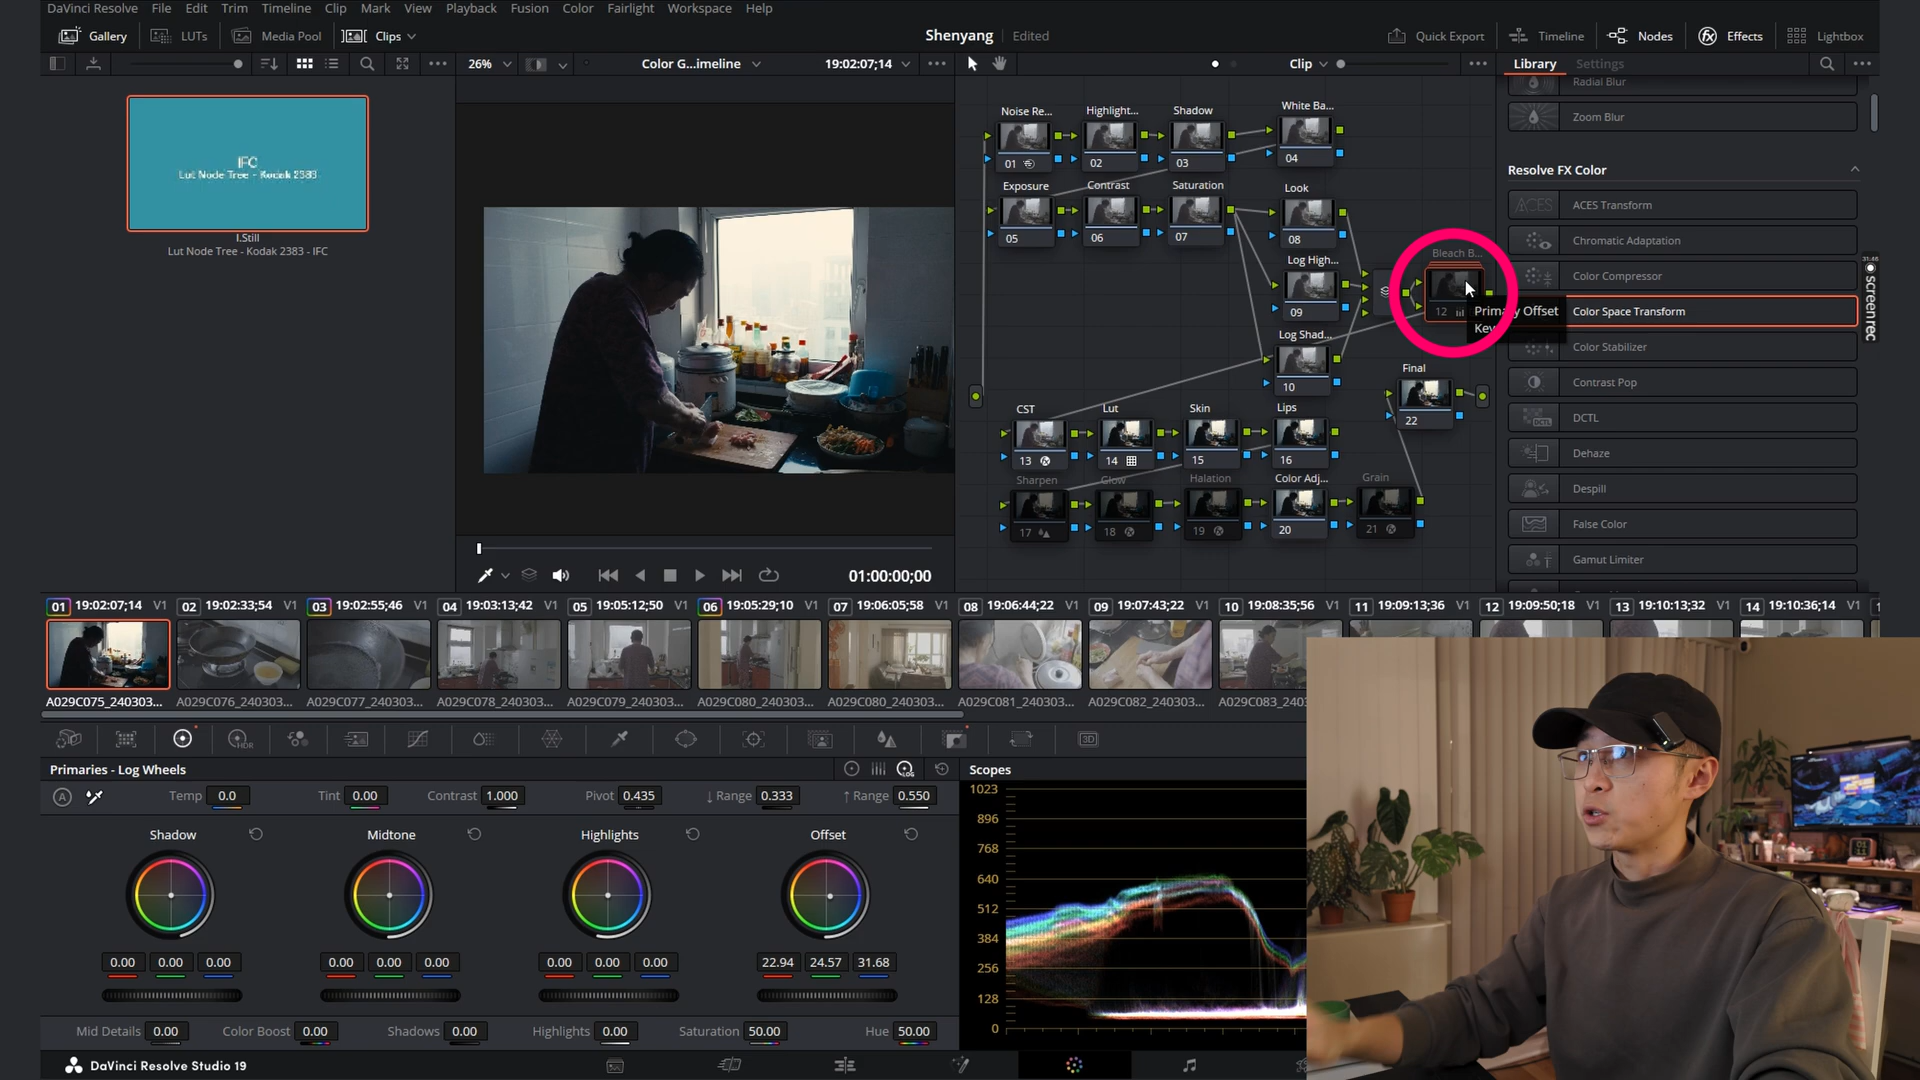 DaVinci Resolve File Edit Trim Timeline Clip Mark View Playback Fusion Color Fairlight Workspace Help
Gallery LUTs Media Pool Clips Shenyang Edited Quick Export Timeline Nodes Effects Lightbox
26% Color G...imeline 19:02:07;14 Clip Library Settings
IFC
Lut Node Tree - Kodak 2383
1.Still
Lut Node Tree - Kodak 2383 - IFC
Noise Re... Highlight... Shadow White Ba...
01 02 03 04
Exposure Contrast Saturation Look
05 06 07 08
Log High...
09
Bleach B...
12
Primary Offset
Key
Log Shad...
10
Final
22
CST Lut Skin Lips
13 14 15 16
Sharpen Glow Halation Color Adj... Grain
17 18 19 20 21
Radial Blur
Zoom Blur
Resolve FX Color
ACES Transform
Chromatic Adaptation
Color Compressor
Color Space Transform
Color Stabilizer
Contrast Pop
DCTL
Dehaze
Despill
False Color
Gamut Limiter
31:46
screen rec
01:00:00;00
01 19:02:07;14 V1 02 19:02:33;54 V1 03 19:02:55;46 V1 04 19:03:13;42 V1 05 19:05:12;50 V1 06 19:05:29;10 V1 07 19:06:05;58 V1 08 19:06:44;22 V1 09 19:07:43;22 V1 10 19:08:35;56 V1 11 19:09:13;36 V1 12 19:09:50;18 V1 13 19:10:13;32 V1 14 19:10:36;14 V1
A029C075_240303... A029C076_240303... A029C077_240303... A029C078_240303... A029C079_240303... A029C080_240303... A029C080_240303... A029C081_240303... A029C082_240303... A029C083_240
HDR 3D
Primaries - Log Wheels LOG Scopes
A Temp 0.0 Tint 0.00 Contrast 1.000 Pivot 0.435 ↓ Range 0.333 ↑ Range 0.550
Shadow Midtone Highlights Offset
0.00 0.00 0.00 0.00 0.00 0.00 0.00 0.00 0.00 22.94 24.57 31.68
Mid Details 0.00 Color Boost 0.00 Shadows 0.00 Highlights 0.00 Saturation 50.00 Hue 50.00
1023
896
768
640
512
384
256
128
0
DaVinci Resolve Studio 19